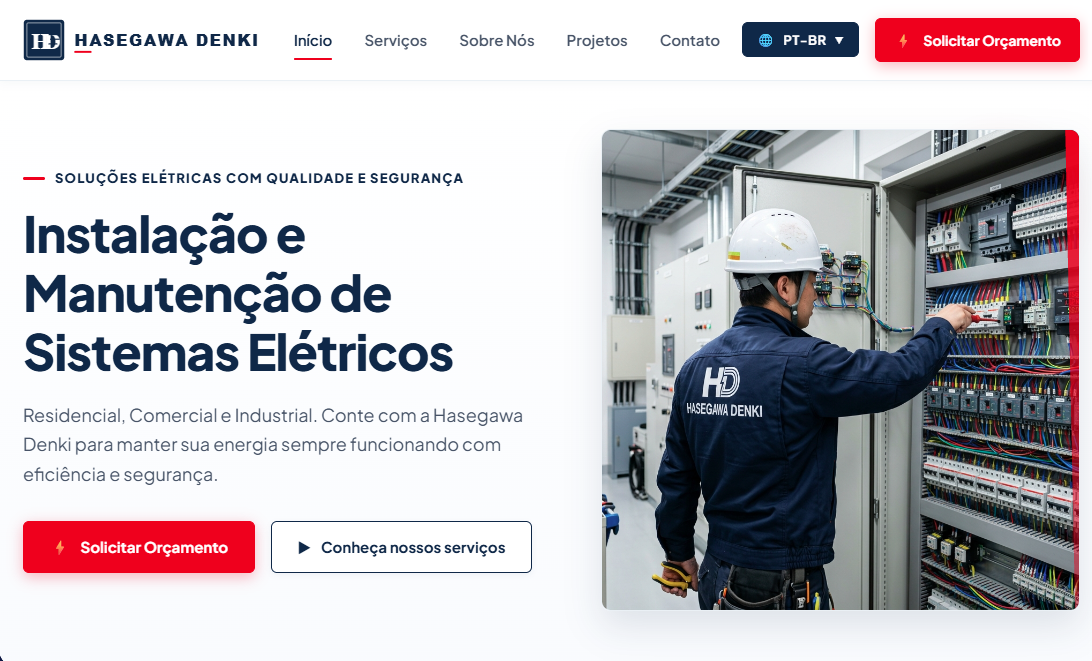 HD HASEGAWA DENKI
Início
Serviços
Sobre Nós
Projetos
Contato
PT-BR ▼
Solicitar Orçamento
SOLUÇÕES ELÉTRICAS COM QUALIDADE E SEGURANÇA
Instalação e
Manutenção de
Sistemas Elétricos
Residencial, Comercial e Industrial. Conte com a Hasegawa
Denki para manter sua energia sempre funcionando com
eficiência e segurança.
Solicitar Orçamento
▶ Conheça nossos serviços
HD
HASEGAWA DENKI